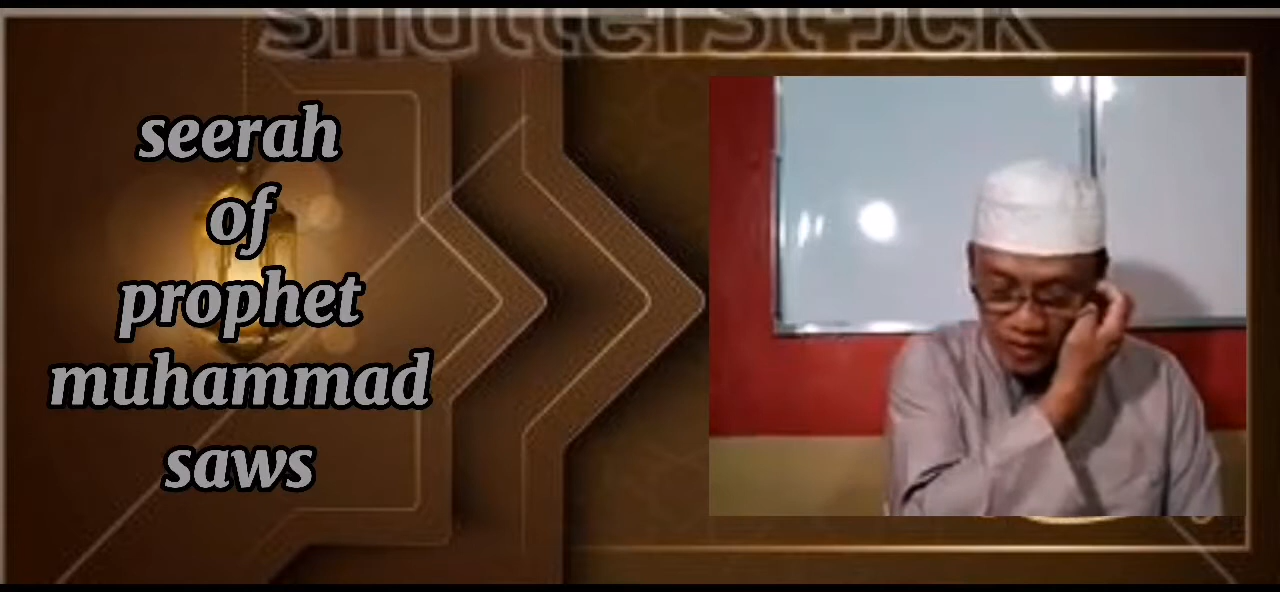 shutterstock
seerah
of
prophet
muhammad
saws